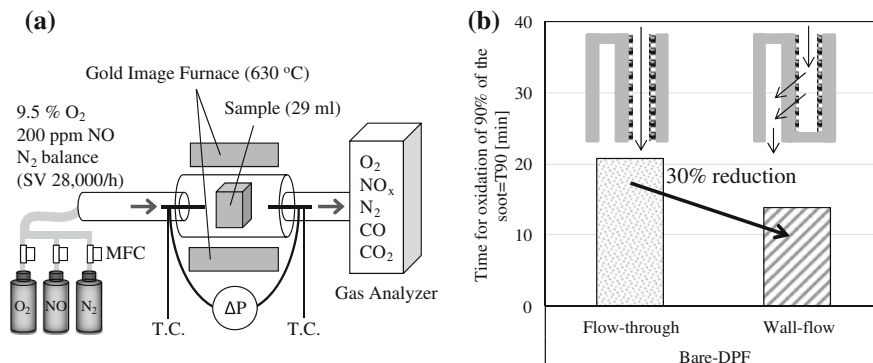 (a)
Gold Image Furnace (630 °C)
Sample (29 ml)
9.5 % O₂
200 ppm NO
N₂ balance
(SV 28,000/h)
MFC
O₂
NO
N₂
T.C.
ΔP
T.C.
O₂
NOₓ
N₂
CO
CO₂
Gas Analyzer
(b)
Time for oxidation of 90% of the
soot=T90 [min]
40
30
20
10
0
30% reduction
Flow-through
Wall-flow
Bare-DPF